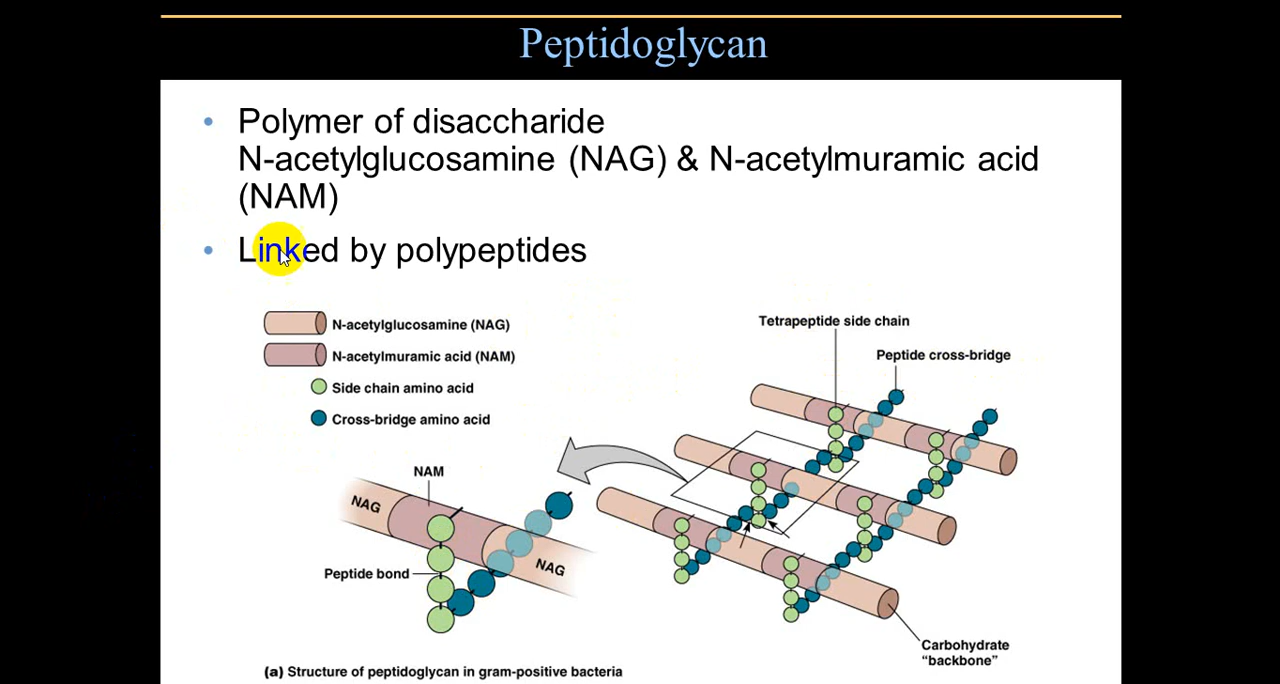 Peptidoglycan
• Polymer of disaccharide
N-acetylglucosamine (NAG) & N-acetylmuramic acid
(NAM)
• Linked by polypeptides
N-acetylglucosamine (NAG)
N-acetylmuramic acid (NAM)
Side chain amino acid
Cross-bridge amino acid
Tetrapeptide side chain
Peptide cross-bridge
NAM
NAG
NAG
Peptide bond
Carbohydrate
“backbone”
(a) Structure of peptidoglycan in gram-positive bacteria